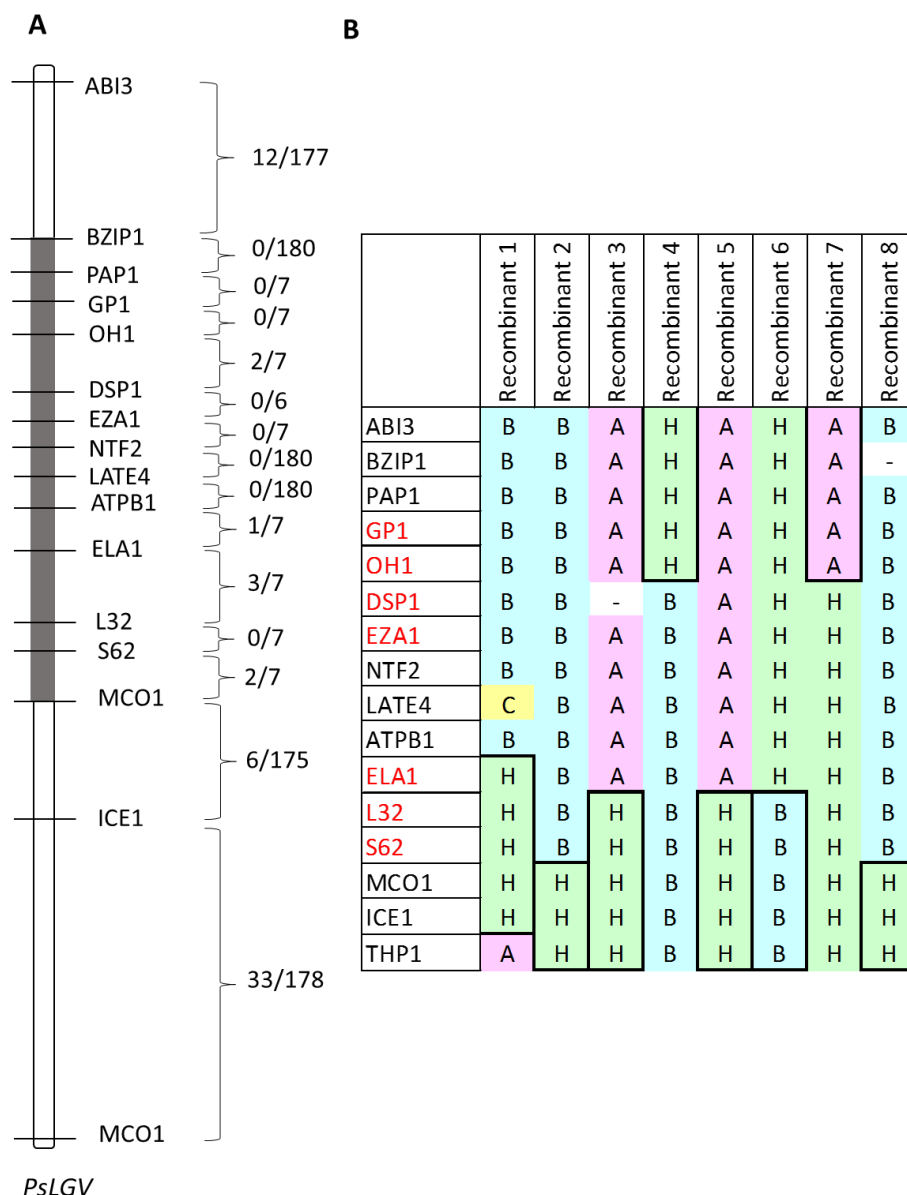 A
ABI3
12/177
BZIP1
0/180
PAP1
0/7
GP1
0/7
OH1
2/7
DSP1
0/6
EZA1
0/7
NTF2
0/180
LATE4
0/180
ATPB1
1/7
ELA1
3/7
L32
0/7
S62
2/7
MCO1
6/175
ICE1
33/178
MCO1
PsLGV
B
Recombinant 1 Recombinant 2 Recombinant 3 Recombinant 4 Recombinant 5 Recombinant 6 Recombinant 7 Recombinant 8
ABI3 B B A H A H A B
BZIP1 B B A H A H A -
PAP1 B B A H A H A B
GP1 B B A H A H A B
OH1 B B A H A H A B
DSP1 B B - B A H H B
EZA1 B B A B A H H B
NTF2 B B A B A H H B
LATE4 C B A B A H H B
ATPB1 B B A B A H H B
ELA1 H B A B A H H B
L32 H B H B H B H B
S62 H B H B H B H B
MCO1 H H H B H B H H
ICE1 H H H B H B H H
THP1 A H H B H B H H